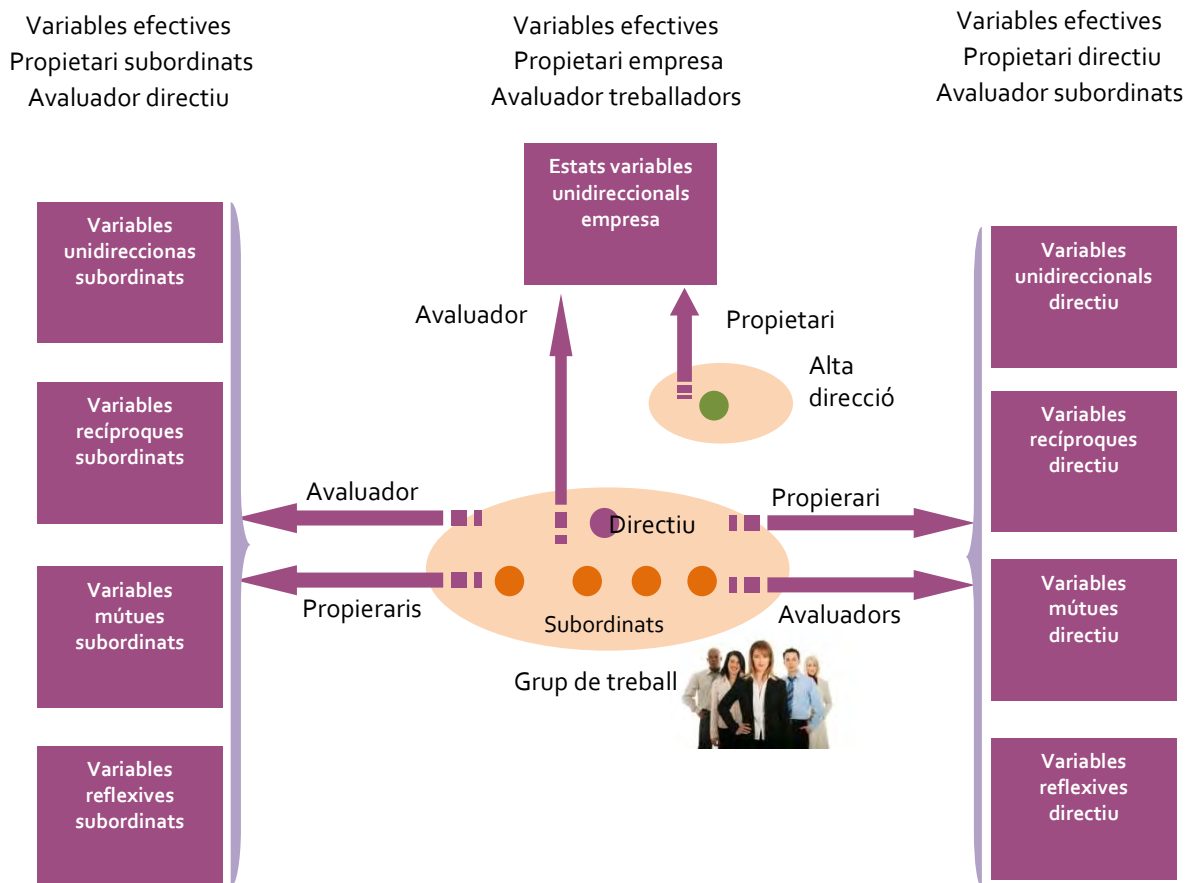 Variables efectives
Propietari subordinats
Avaluador directiu
Variables efectives
Propietari empresa
Avaluador treballadors
Variables efectives
Propietari directiu
Avaluador subordinats
Estats variables
unidireccionals
empresa
Variables
unidireccionas
subordinats
Variables
recíproques
subordinats
Variables
mútues
subordinats
Variables
reflexives
subordinats
Avaluador
Propietari
Alta
direcció
Avaluador
Propieraris
Directiu
Subordinats
Grup de treball
Propierari
Avaluadors
Variables
unidireccionals
directiu
Variables
recíproques
directiu
Variables
mútues
directiu
Variables
reflexives
directiu